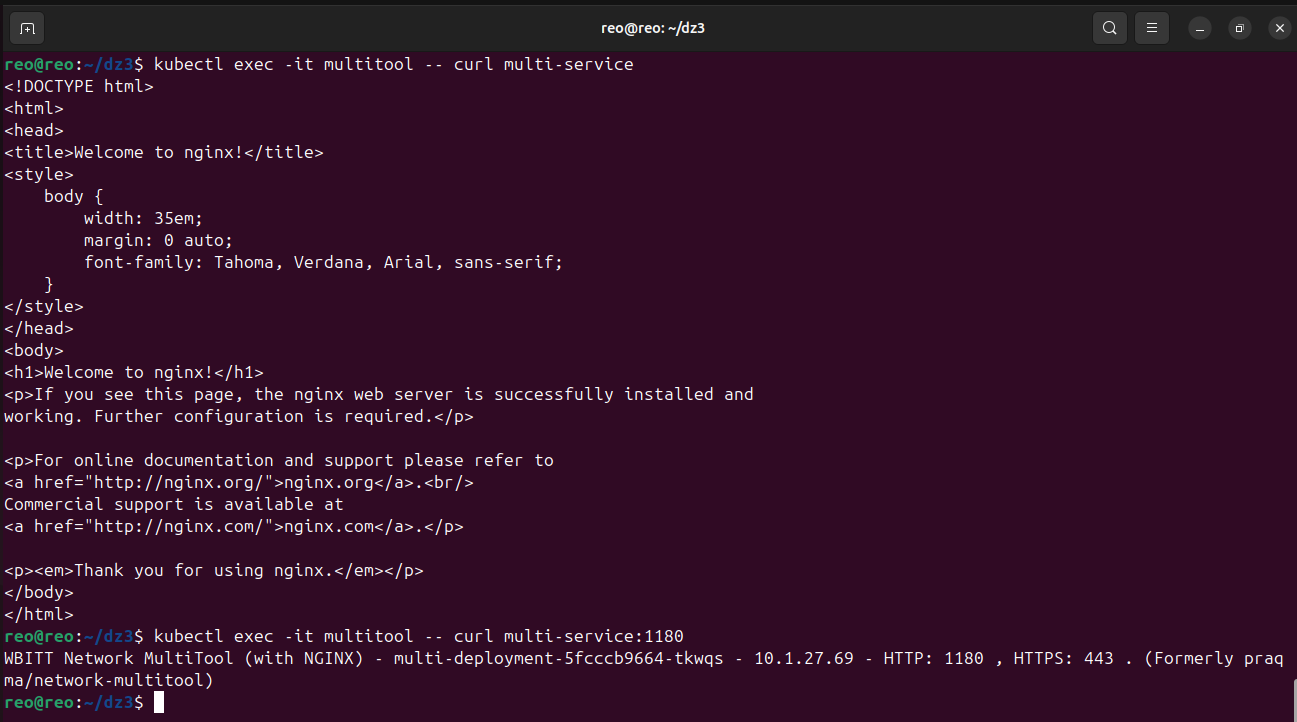 reo@reo: ~/dz3
reo@reo:~/dz3$ kubectl exec -it multitool -- curl multi-service
<!DOCTYPE html>
<html>
<head>
<title>Welcome to nginx!</title>
<style>
    body {
        width: 35em;
        margin: 0 auto;
        font-family: Tahoma, Verdana, Arial, sans-serif;
    }
</style>
</head>
<body>
<h1>Welcome to nginx!</h1>
<p>If you see this page, the nginx web server is successfully installed and
working. Further configuration is required.</p>

<p>For online documentation and support please refer to
<a href="http://nginx.org/">nginx.org</a>.<br/>
Commercial support is available at
<a href="http://nginx.com/">nginx.com</a>.</p>

<p><em>Thank you for using nginx.</em></p>
</body>
</html>
reo@reo:~/dz3$ kubectl exec -it multitool -- curl multi-service:1180
WBITT Network MultiTool (with NGINX) - multi-deployment-5fcccb9664-tkwqs - 10.1.27.69 - HTTP: 1180 , HTTPS: 443 . (Formerly praq
ma/network-multitool)
reo@reo:~/dz3$